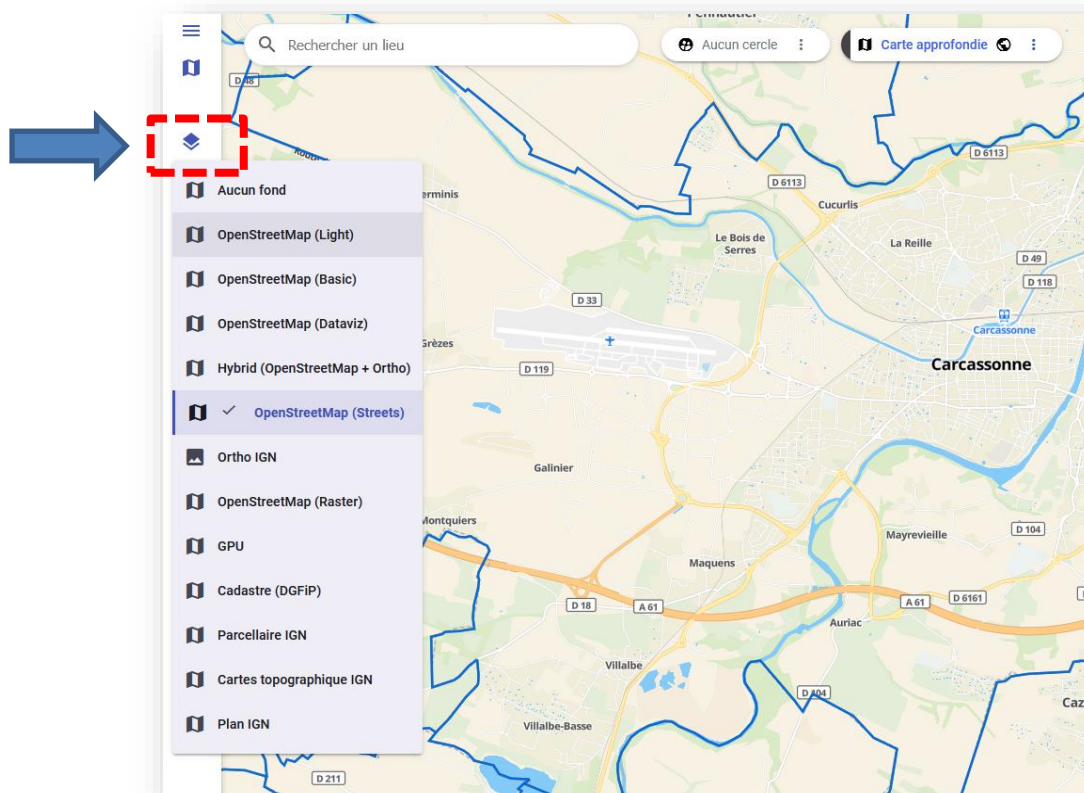 Pennautier
Rechercher un lieu
Aucun cercle
Carte approfondie
D 48
D 6113
D 6113
erminis
Cucurlis
Le Bois de
Serres
La Reille
D 49
D 118
D 33
Carcassonne
Grèzes
D 119
Carcassonne
Galinier
Montquiers
Mayrevieille
D 104
Maquens
D 18
A 61
A 61
D 6161
Auriac
Villalbe
D 104
Caz
Villalbe-Basse
D 211
Aucun fond
OpenStreetMap (Light)
OpenStreetMap (Basic)
OpenStreetMap (Dataviz)
Hybrid (OpenStreetMap + Ortho)
OpenStreetMap (Streets)
Ortho IGN
OpenStreetMap (Raster)
GPU
Cadastre (DGFiP)
Parcellaire IGN
Cartes topographique IGN
Plan IGN